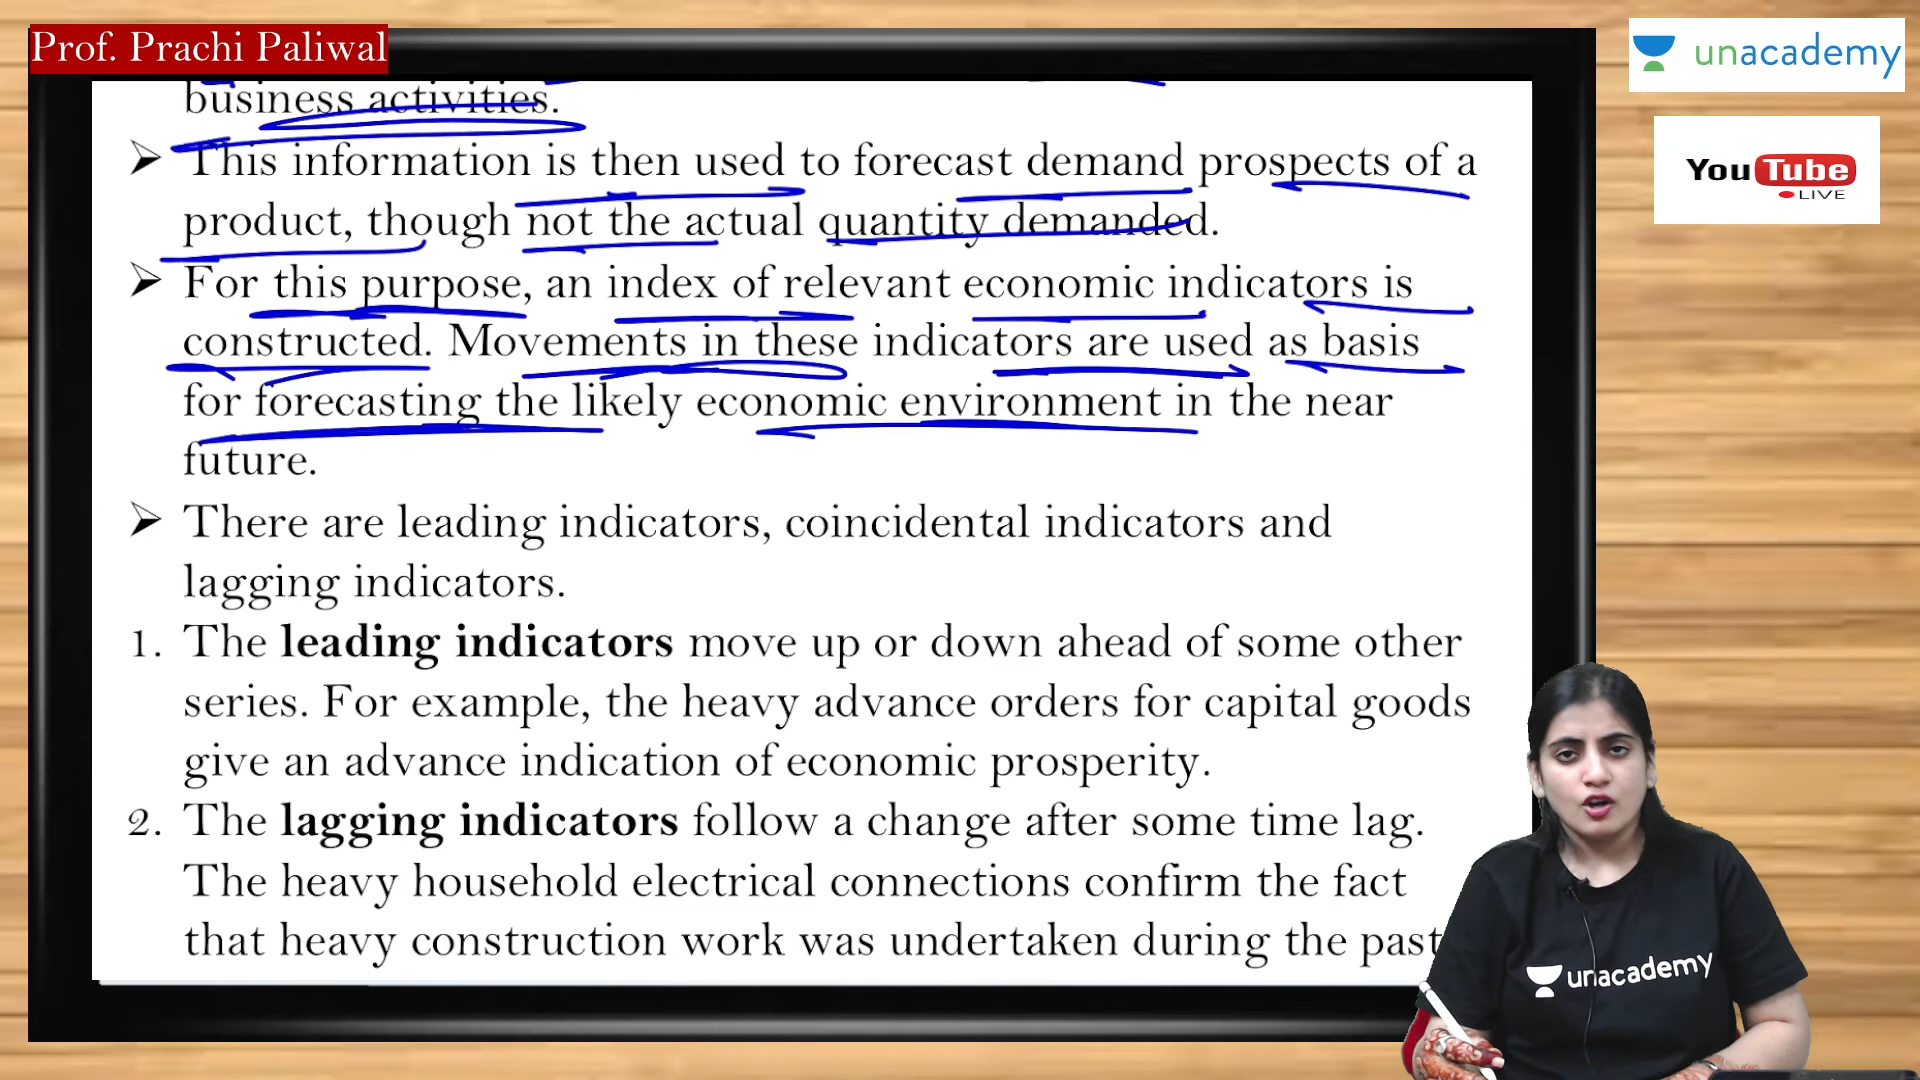 Prof. Prachi Paliwal
unacademy
YouTube
LIVE
business activities.
➢ This information is then used to forecast demand prospects of a
product, though not the actual quantity demanded.
➢ For this purpose, an index of relevant economic indicators is
constructed. Movements in these indicators are used as basis
for forecasting the likely economic environment in the near
future.
➢ There are leading indicators, coincidental indicators and
lagging indicators.
1. The leading indicators move up or down ahead of some other
series. For example, the heavy advance orders for capital goods
give an advance indication of economic prosperity.
2. The lagging indicators follow a change after some time lag.
The heavy household electrical connections confirm the fact
that heavy construction work was undertaken during the past
unacademy